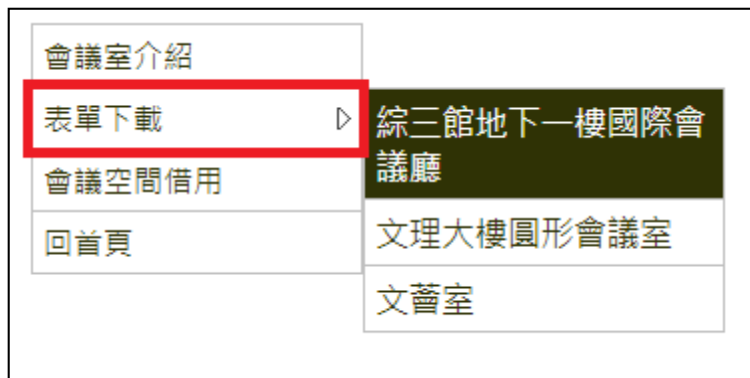 會議室介紹
表單下載
會議空間借用
回首頁
綜三館地下一樓國際會
議廳
文理大樓圓形會議室
文薈室